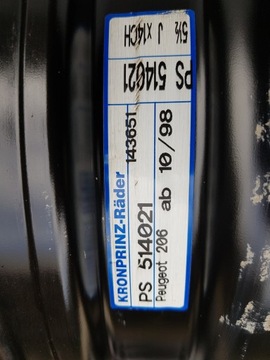 KRONPRINZ-Räder
143651
5½ J x14CH
PS 514021
PS 514021
Peugeot 206 ab 10/98